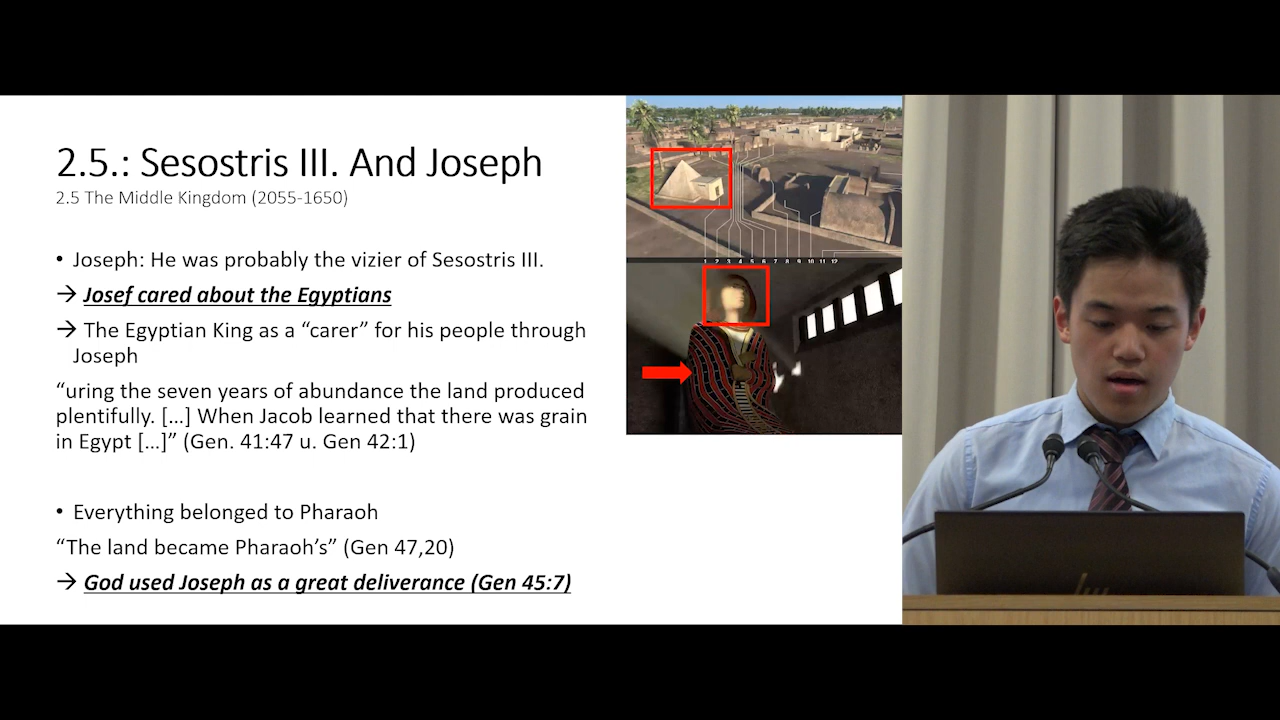 2.5.: Sesostris III. And Joseph
2.5 The Middle Kingdom (2055-1650)
• Joseph: He was probably the vizier of Sesostris III.
→ Josef cared about the Egyptians
→ The Egyptian King as a “carer” for his people through
Joseph
“uring the seven years of abundance the land produced
plentifully. […] When Jacob learned that there was grain
in Egypt […]” (Gen. 41:47 u. Gen 42:1)
• Everything belonged to Pharaoh
“The land became Pharaoh’s” (Gen 47,20)
→ God used Joseph as a great deliverance (Gen 45:7)
1 2 3 4 5 6 7 8 9 10 11 12
hp